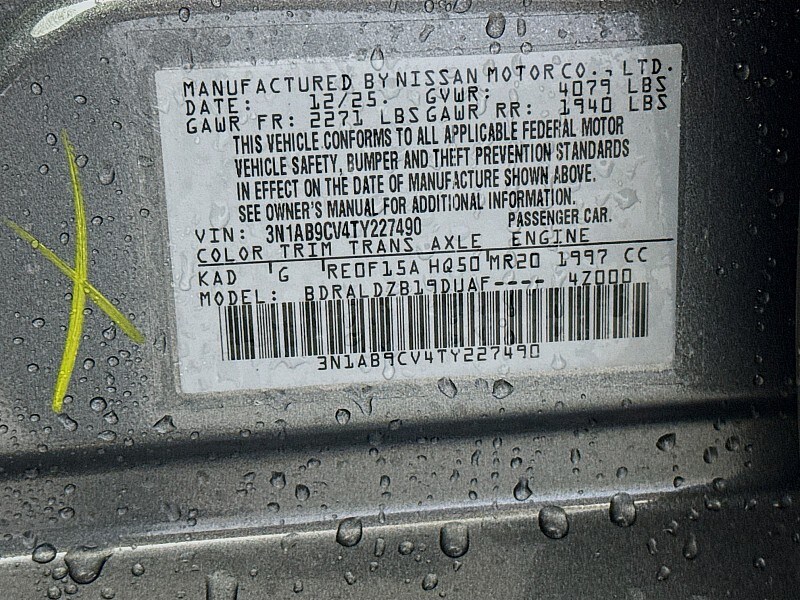 MANUFACTURED BY NISSAN MOTOR CO., LTD.
DATE: 12/25. GVWR: 4079 LBS
GAWR FR: 2271 LBS GAWR RR: 1940 LBS
THIS VEHICLE CONFORMS TO ALL APPLICABLE FEDERAL MOTOR
VEHICLE SAFETY, BUMPER AND THEFT PREVENTION STANDARDS
IN EFFECT ON THE DATE OF MANUFACTURE SHOWN ABOVE.
SEE OWNER'S MANUAL FOR ADDITIONAL INFORMATION.
VIN: 3N1AB9CV4TY227490 PASSENGER CAR.
COLOR TRIM TRANS AXLE ENGINE
KAD G RE0F15A HQ50 MR20 1997 CC
MODEL: BDRALDZB19DUAF---- 4Z000
3N1AB9CV4TY227490